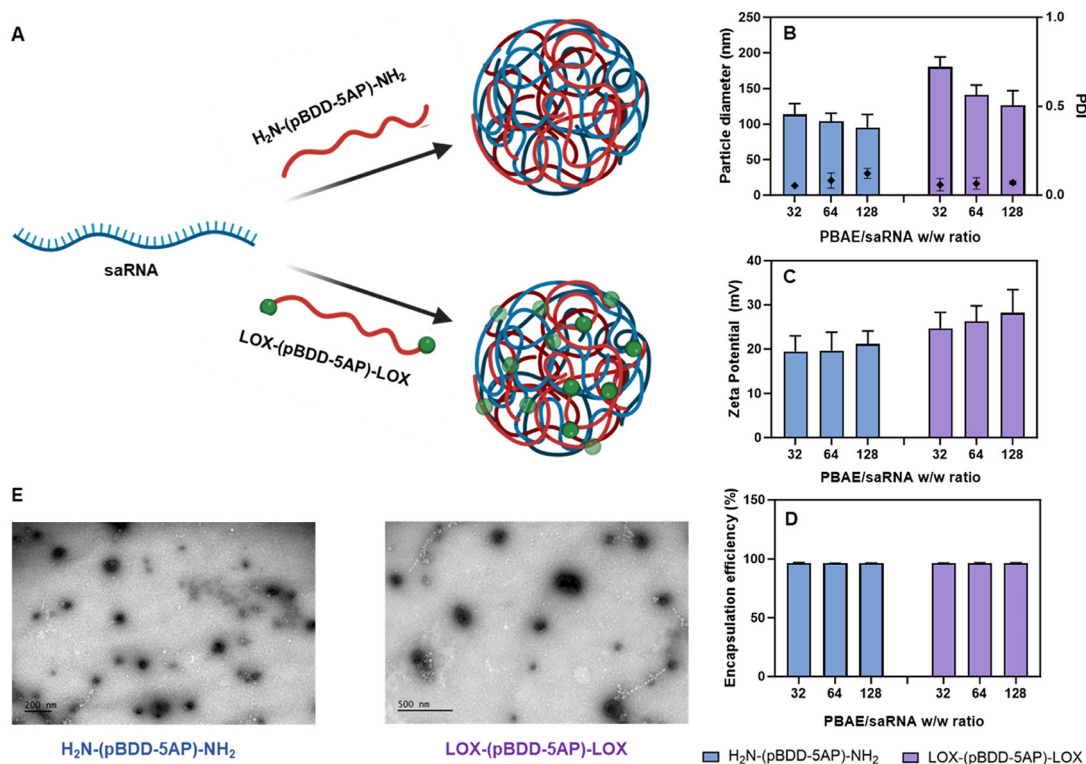 A
H₂N-(pBDD-5AP)-NH₂
saRNA
LOX-(pBDD-5AP)-LOX
B
Particle diameter (nm)
250
200
150
100
50
0
1.0
0.5
0.0
PDI
32 64 128 32 64 128
PBAE/saRNA w/w ratio
C
Zeta Potential (mV)
40
30
20
10
0
32 64 128 32 64 128
PBAE/saRNA w/w ratio
D
Encapsulation efficiency (%)
150
100
50
0
32 64 128 32 64 128
PBAE/saRNA w/w ratio
E
200 nm
500 nm
H₂N-(pBDD-5AP)-NH₂
LOX-(pBDD-5AP)-LOX
H₂N-(pBDD-5AP)-NH₂ LOX-(pBDD-5AP)-LOX